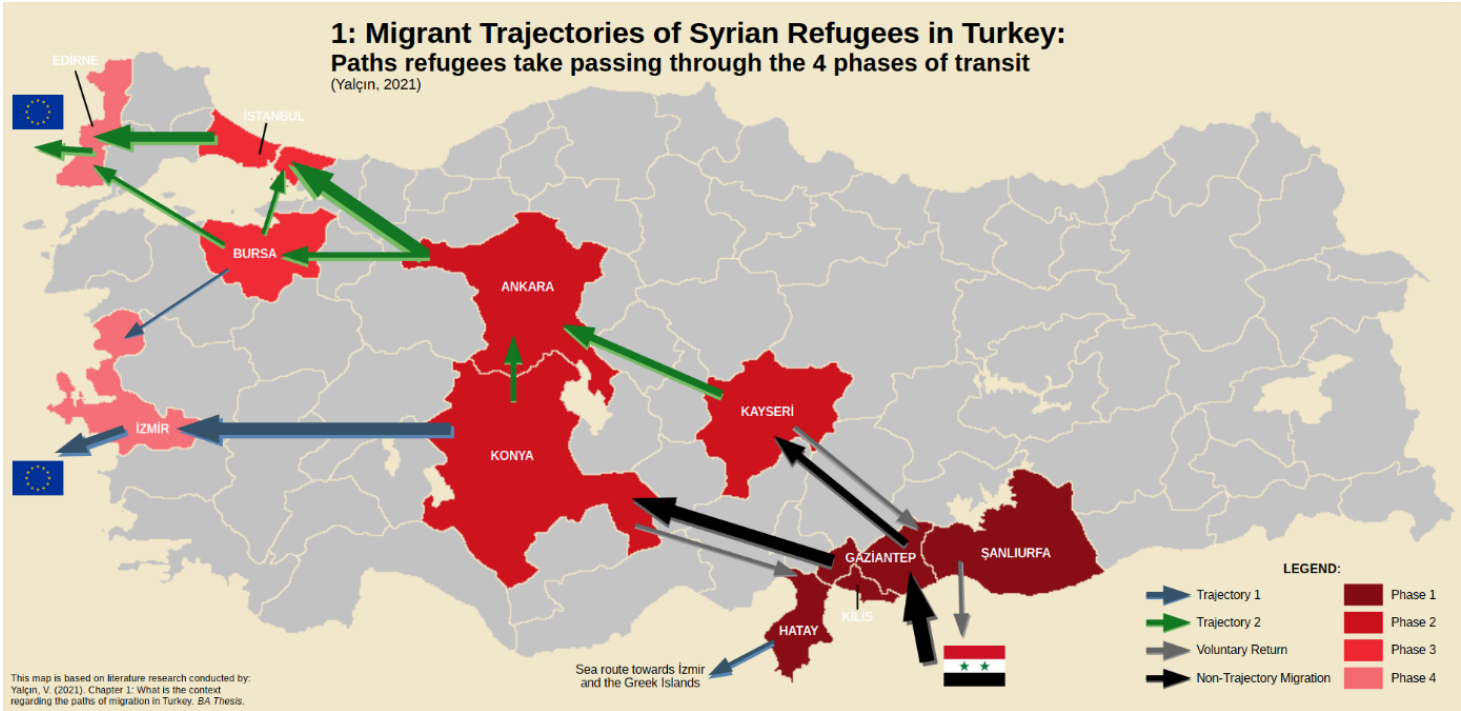 1: Migrant Trajectories of Syrian Refugees in Turkey:
Paths refugees take passing through the 4 phases of transit
(Yalçın, 2021)
EDİRNE
İSTANBUL
BURSA
ANKARA
KAYSERİ
İZMİR
KONYA
GAZİANTEP
ŞANLIURFA
KİLİS
HATAY
Sea route towards İzmir
and the Greek Islands
LEGEND:
Trajectory 1
Phase 1
Trajectory 2
Phase 2
Voluntary Return
Phase 3
Non-Trajectory Migration
Phase 4
This map is based on literature research conducted by:
Yalçın, V. (2021). Chapter 1: What is the context
regarding the paths of migration in Turkey. BA Thesis.